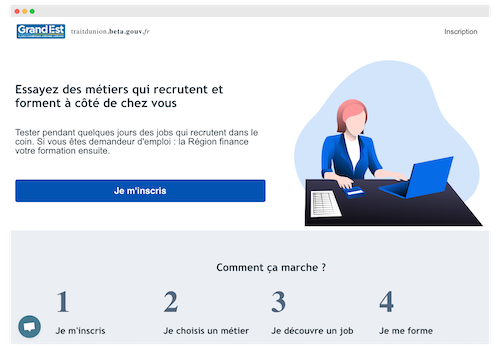 GrandEst
traitdunion.beta.gouv.fr
Inscription
Essayez des métiers qui recrutent et
forment à côté de chez vous
Tester pendant quelques jours des jobs qui recrutent dans le
coin. Si vous êtes demandeur d'emploi : la Région finance
votre formation ensuite.
Je m'inscris
Comment ça marche ?
1 2 3 4
Je m'inscris Je choisis un métier Je découvre un job Je me forme